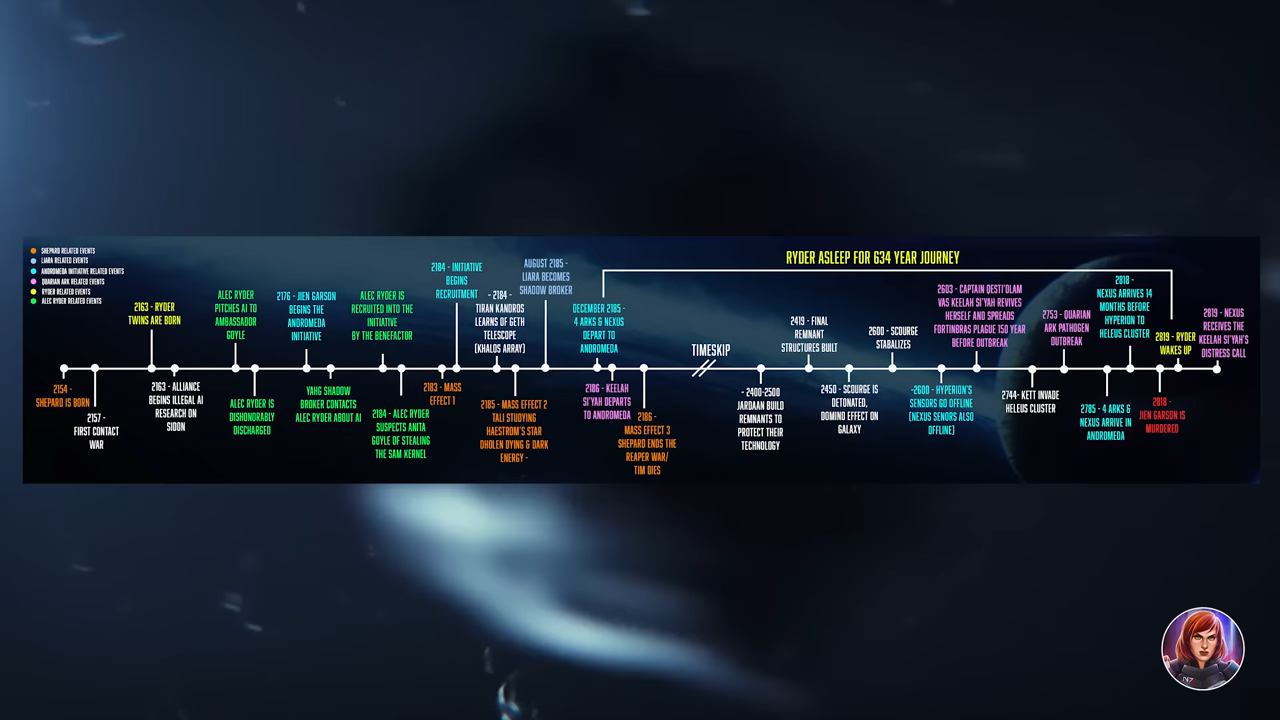 SHEPARD RELATED EVENTS
LIARA RELATED EVENTS
ANDROMEDA INITIATIVE RELATED EVENTS
QUARIAN ARK RELATED EVENTS
RYDER RELATED EVENTS
ALEC RYDER RELATED EVENTS
RYDER ASLEEP FOR 634 YEAR JOURNEY
2154 -
SHEPARD IS BORN
2157 -
FIRST CONTACT
WAR
2163 - RYDER
TWINS ARE BORN
2163 - ALLIANCE
BEGINS ILLEGAL AI
RESEARCH ON
SIDON
ALEC RYDER
PITCHES AI TO
AMBASSADOR
GOYLE
ALEC RYDER IS
DISHONORABLY
DISCHARGED
2176 - JIEN GARSON
BEGINS THE
ANDROMEDA
INITIATIVE
YAHG SHADOW
BROKER CONTACTS
ALEC RYDER ABOUT AI
ALEC RYDER IS
RECRUITED INTO THE
INITIATIVE
BY THE BENEFACTOR
2184 - ALEC RYDER
SUSPECTS ANITA
GOYLE OF STEALING
THE SAM KERNEL
2183 - MASS
EFFECT 1
2184 - INITIATIVE
BEGINS
RECRUITMENT
- 2184 -
TIRAN KANDROS
LEARNS OF GETH
TELESCOPE
(KHALOS ARRAY)
2185 - MASS EFFECT 2
TALI STUDYING
HAESTROM'S STAR
DHOLEN DYING & DARK
ENERGY -
AUGUST 2185 -
LIARA BECOMES
SHADOW BROKER
DECEMBER 2185 -
4 ARKS & NEXUS
DEPART TO
ANDROMEDA
2186 - KEELAH
SI'YAH DEPARTS
TO ANDROMEDA
2186 -
MASS EFFECT 3
SHEPARD ENDS THE
REAPER WAR/
TIM DIES
TIMESKIP
~ 2400-2500
JARDAAN BUILD
REMNANTS TO
PROTECT THEIR
TECHNOLOGY
2419 - FINAL
REMNANT
STRUCTURES BUILT
2450 - SCOURGE IS
DETONATED,
DOMINO EFFECT ON
GALAXY
2600 - SCOURGE
STABALIZES
~2600 - HYPERION'S
SENSORS GO OFFLINE
(NEXUS SENORS ALSO
OFFLINE)
2603 - CAPTAIN QESTI'OLAM
VAS KEELAH SI'YAH REVIVES
HERSELF AND SPREADS
FORTINBRAS PLAGUE 150 YEAR
BEFORE OUTBREAK
2744- KETT INVADE
HELEUS CLUSTER
2753 - QUARIAN
ARK PATHOGEN
OUTBREAK
2785 - 4 ARKS &
NEXUS ARRIVE IN
ANDROMEDA
2818 -
NEXUS ARRIVES 14
MONTHS BEFORE
HYPERION TO
HELEUS CLUSTER
2818 -
JIEN GARSON IS
MURDERED
2819 - RYDER
WAKES UP
2819 - NEXUS
RECEIVES THE
KEELAH SI'YAH'S
DISTRESS CALL
N7